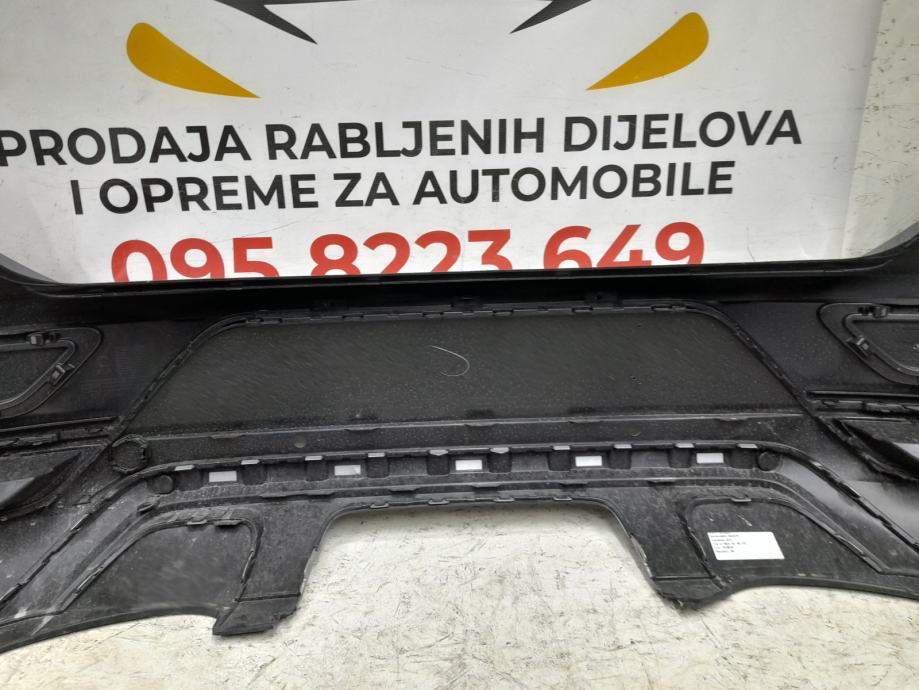 PRODAJA RABLJENIH DIJELOVA
I OPREME ZA AUTOMOBILE
095 8223 649